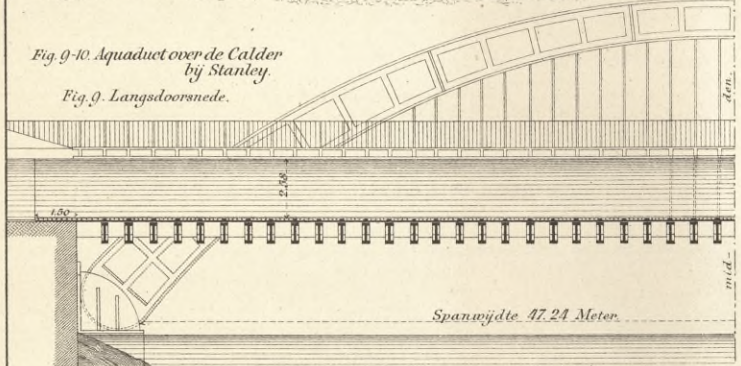 Fig. 9-10. Aquaduct over de Calder
bij Stanley.
Fig. 9. Langsdoorsnede.
den.
2.58
1.50
mid-
Spanwijdte 47.24 Meter.